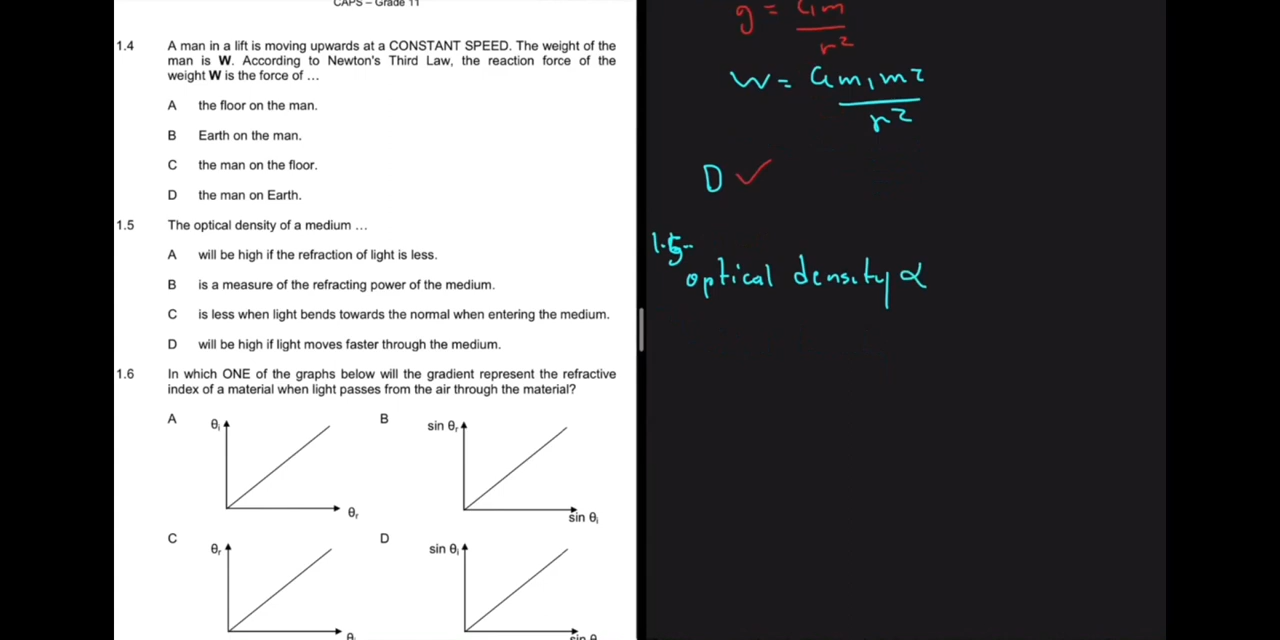 CAPS – Grade 11
1.4 A man in a lift is moving upwards at a CONSTANT SPEED. The weight of the
man is W. According to Newton's Third Law, the reaction force of the
weight W is the force of …
A the floor on the man.
B Earth on the man.
C the man on the floor.
D the man on Earth.
1.5 The optical density of a medium …
A will be high if the refraction of light is less.
B is a measure of the refracting power of the medium.
C is less when light bends towards the normal when entering the medium.
D will be high if light moves faster through the medium.
1.6 In which ONE of the graphs below will the gradient represent the refractive
index of a material when light passes from the air through the material?
A θi θr
B sin θr sin θi
C θr
D sin θi
g = Gm
r²
W = Gm₁m²
r²
D ✓
1.5
optical density ∝